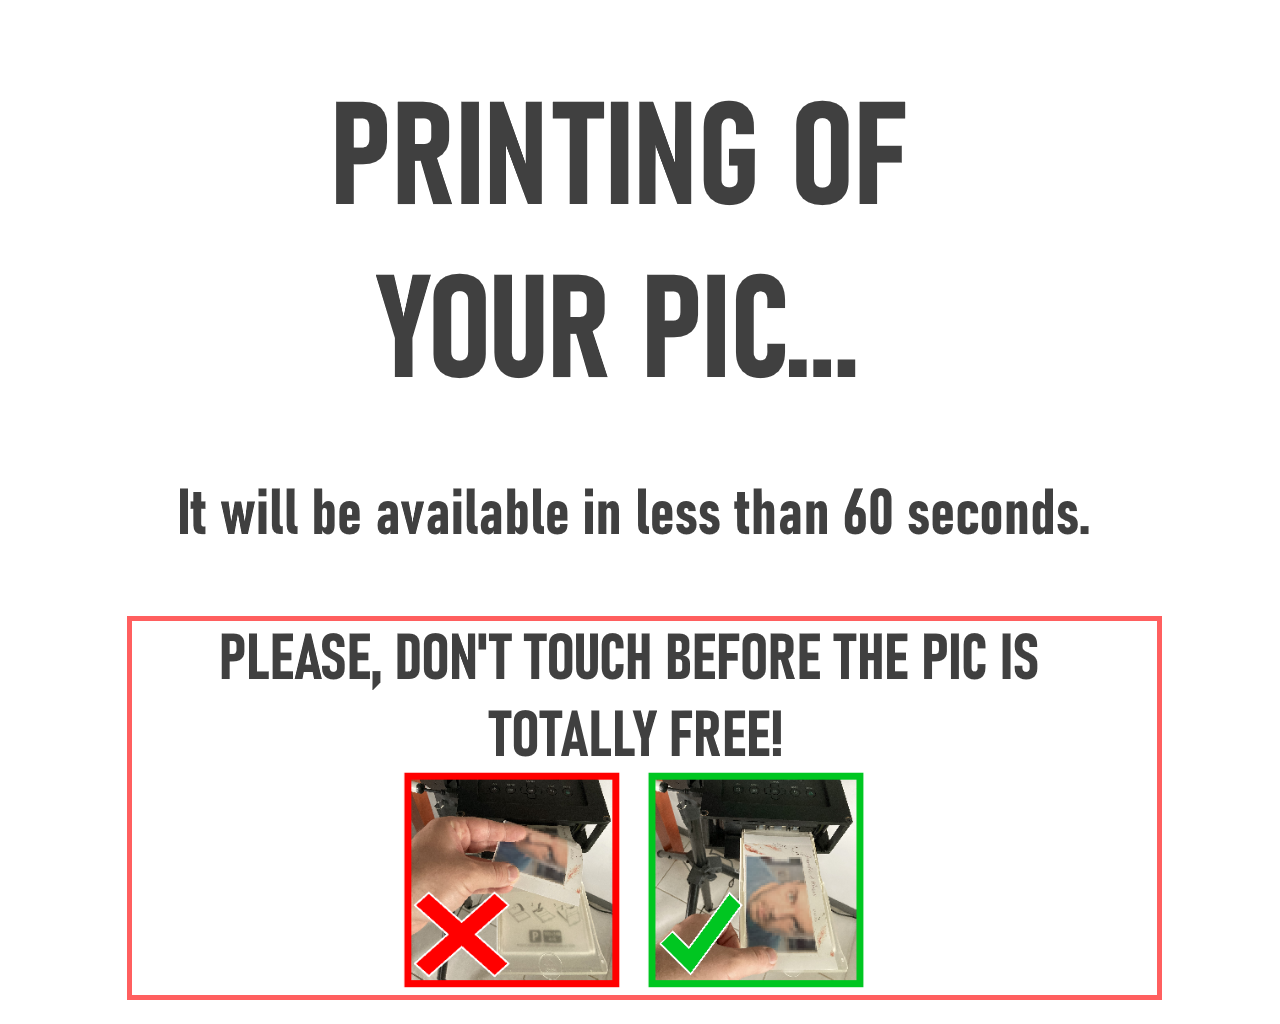 PRINTING OF
YOUR PIC...
It will be available in less than 60 seconds.
PLEASE, DON'T TOUCH BEFORE THE PIC IS
TOTALLY FREE!